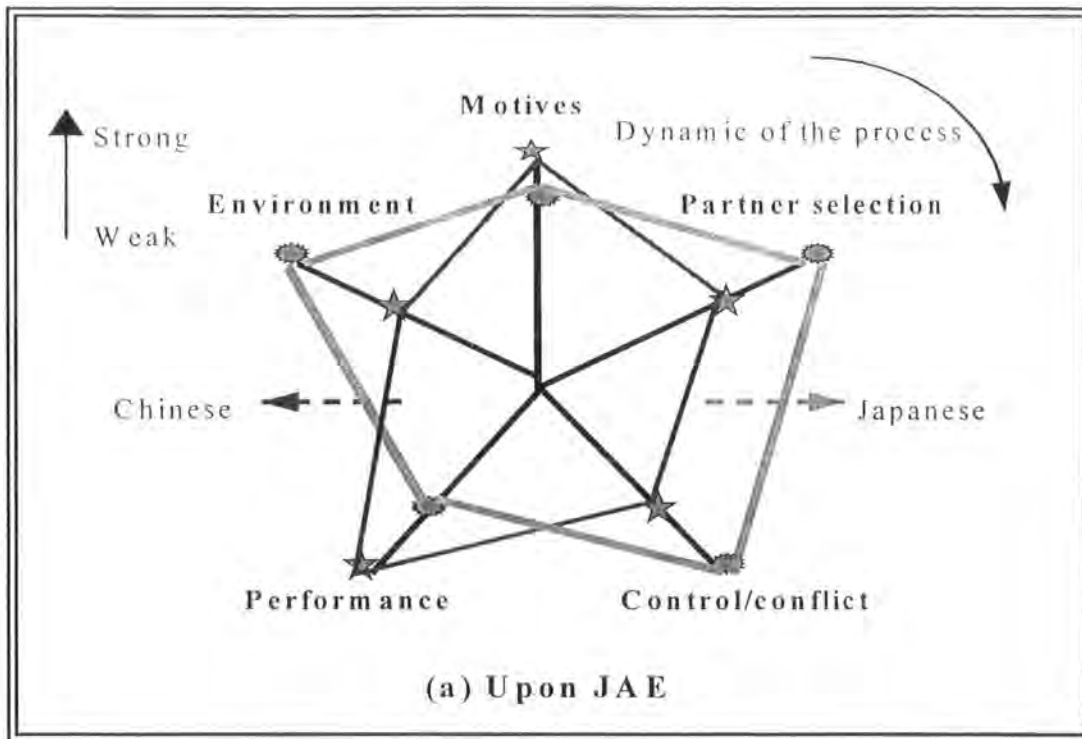 Motives
Strong
Dynamic of the process
Environment
Partner selection
Weak
Chinese
Japanese
Performance
Control/conflict
(a) Upon JAE